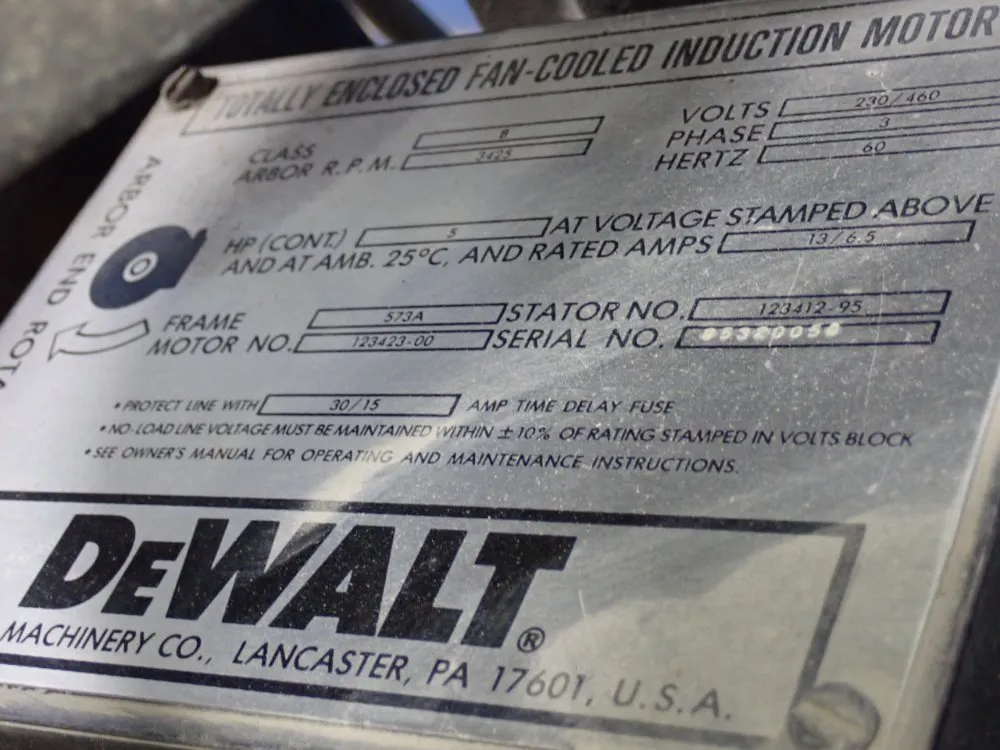 TOTALLY ENCLOSED FAN-COOLED INDUCTION MOTOR
CLASS B
ARBOR R.P.M. 3425
VOLTS 230/460
PHASE 3
HERTZ 60
ARBOR END ROTA
HP (CONT.) 5 AT VOLTAGE STAMPED ABOVE
AND AT AMB. 25°C, AND RATED AMPS 13/6.5
FRAME 573A STATOR NO. 123412-95
MOTOR NO. 123423-00 SERIAL NO.
• PROTECT LINE WITH 30/15 AMP TIME DELAY FUSE
• NO-LOAD LINE VOLTAGE MUST BE MAINTAINED WITHIN ±10% OF RATING STAMPED IN VOLTS BLOCK
• SEE OWNER'S MANUAL FOR OPERATING AND MAINTENANCE INSTRUCTIONS.
DEWALT®
MACHINERY CO., LANCASTER, PA 17601, U.S.A.